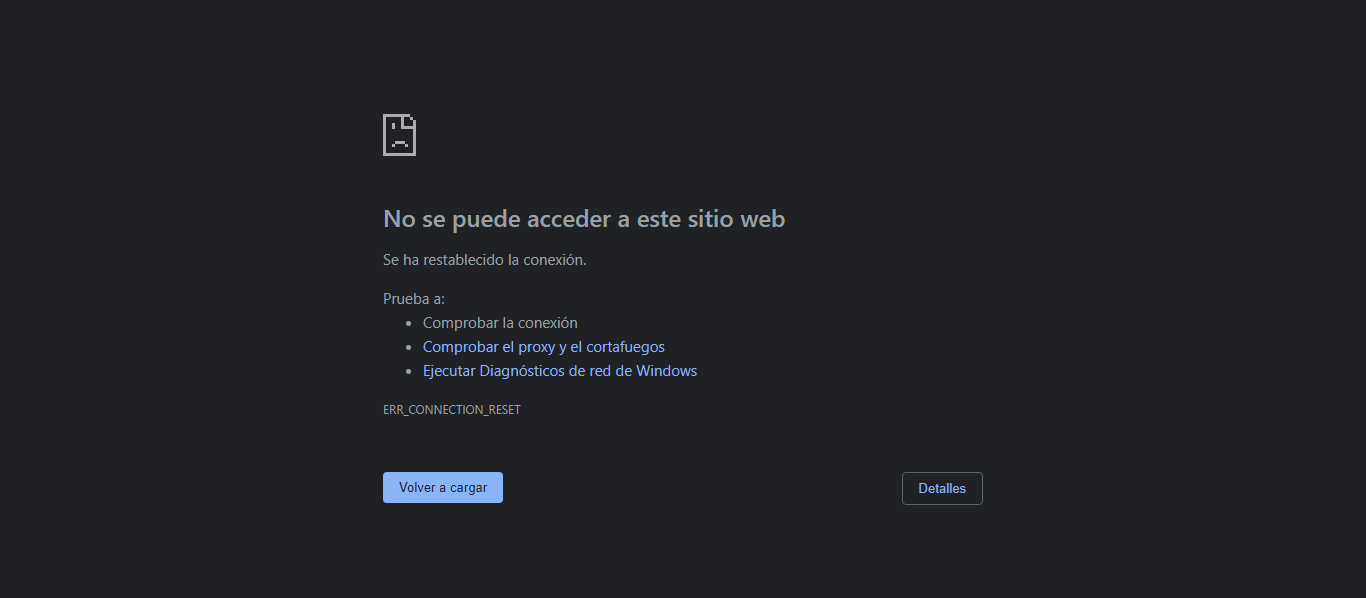 No se puede acceder a este sitio web
Se ha restablecido la conexión.
Prueba a:
Comprobar la conexión
Comprobar el proxy y el cortafuegos
Ejecutar Diagnósticos de red de Windows
ERR_CONNECTION_RESET
Volver a cargar
Detalles